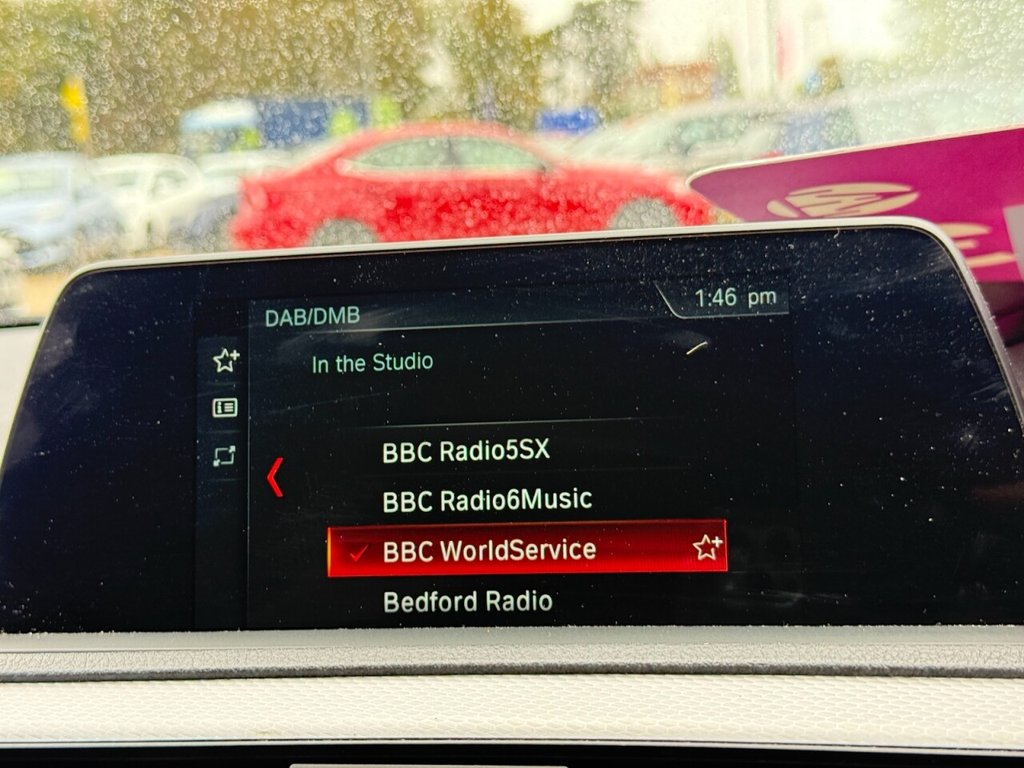 DAB/DMB
1:46 pm
In the Studio
BBC Radio5SX
BBC Radio6Music
BBC WorldService
Bedford Radio